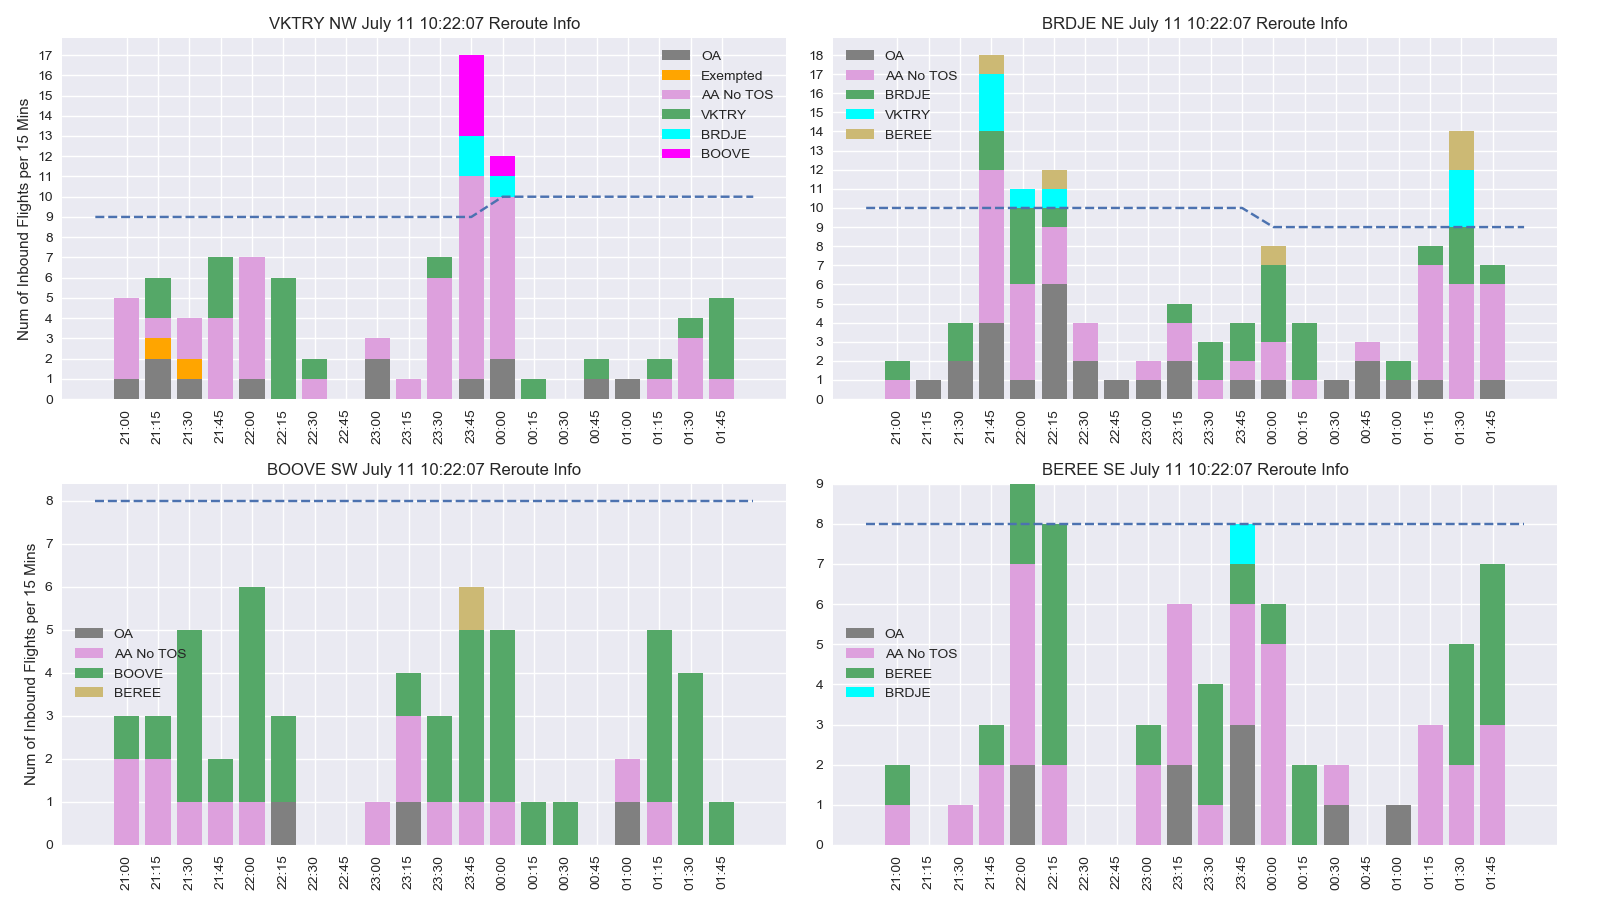 VKTRY NW July 11 10:22:07 Reroute Info
Num of Inbound Flights per 15 Mins
17
16
15
14
13
12
11
10
9
8
7
6
5
4
3
2
1
0
OA
Exempted
AA No TOS
VKTRY
BRDJE
BOOVE
21:00 21:15 21:30 21:45 22:00 22:15 22:30 22:45 23:00 23:15 23:30 23:45 00:00 00:15 00:30 00:45 01:00 01:15 01:30 01:45
BRDJE NE July 11 10:22:07 Reroute Info
18
17
16
15
14
13
12
11
10
9
8
7
6
5
4
3
2
1
0
OA
AA No TOS
BRDJE
VKTRY
BEREE
21:00 21:15 21:30 21:45 22:00 22:15 22:30 22:45 23:00 23:15 23:30 23:45 00:00 00:15 00:30 00:45 01:00 01:15 01:30 01:45
BOOVE SW July 11 10:22:07 Reroute Info
Num of Inbound Flights per 15 Mins
8
7
6
5
4
3
2
1
0
OA
AA No TOS
BOOVE
BEREE
21:00 21:15 21:30 21:45 22:00 22:15 22:30 22:45 23:00 23:15 23:30 23:45 00:00 00:15 00:30 00:45 01:00 01:15 01:30 01:45
BEREE SE July 11 10:22:07 Reroute Info
9
8
7
6
5
4
3
2
1
0
OA
AA No TOS
BEREE
BRDJE
21:00 21:15 21:30 21:45 22:00 22:15 22:30 22:45 23:00 23:15 23:30 23:45 00:00 00:15 00:30 00:45 01:00 01:15 01:30 01:45